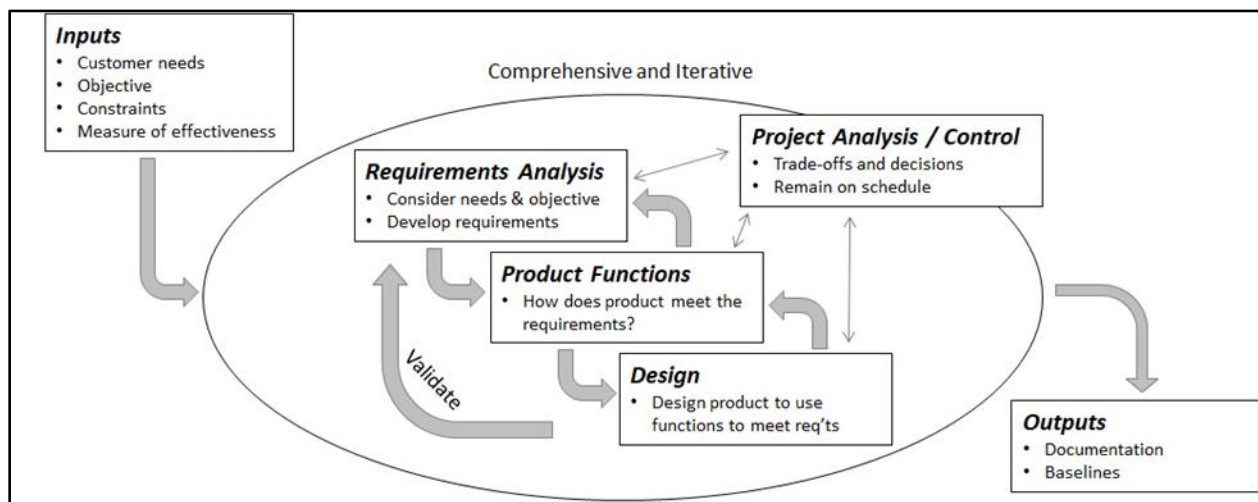 Inputs
• Customer needs
• Objective
• Constraints
• Measure of effectiveness
Comprehensive and Iterative
Project Analysis / Control
• Trade-offs and decisions
• Remain on schedule
Requirements Analysis
• Consider needs & objective
• Develop requirements
Product Functions
• How does product meet the
requirements?
Validate
Design
• Design product to use
functions to meet req'ts
Outputs
• Documentation
• Baselines